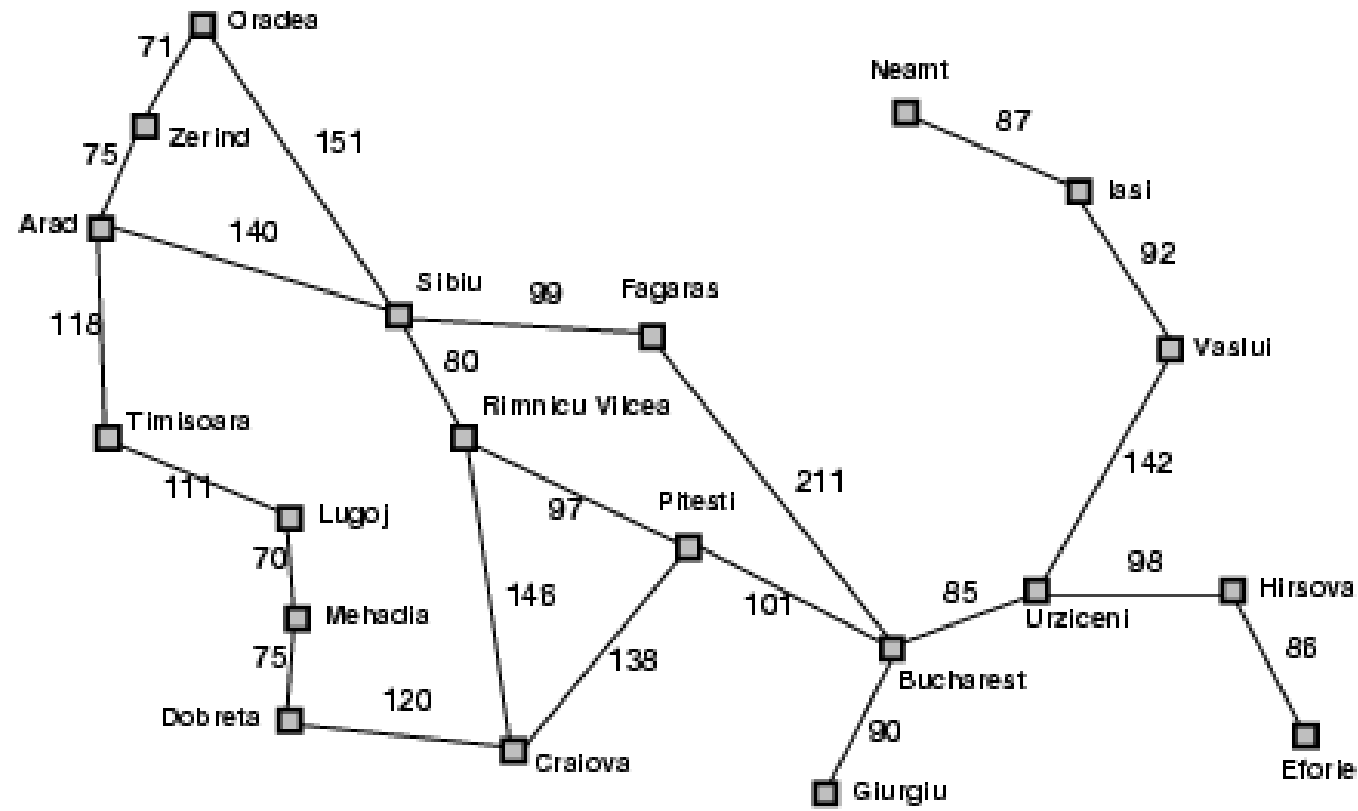 Oradea
71
Neamt
87
Zerind
151
75
Iasi
Arad
140
92
Sibiu
99
Fagaras
118
80
Vaslui
Timisoara
Rimnicu Vilcea
142
111
97
Pitesti
211
Lugoj
70
98
Hirsova
146
101
85
Mehadia
Urziceni
75
138
86
Bucharest
Dobreta
120
90
Craiova
Eforie
Giurgiu